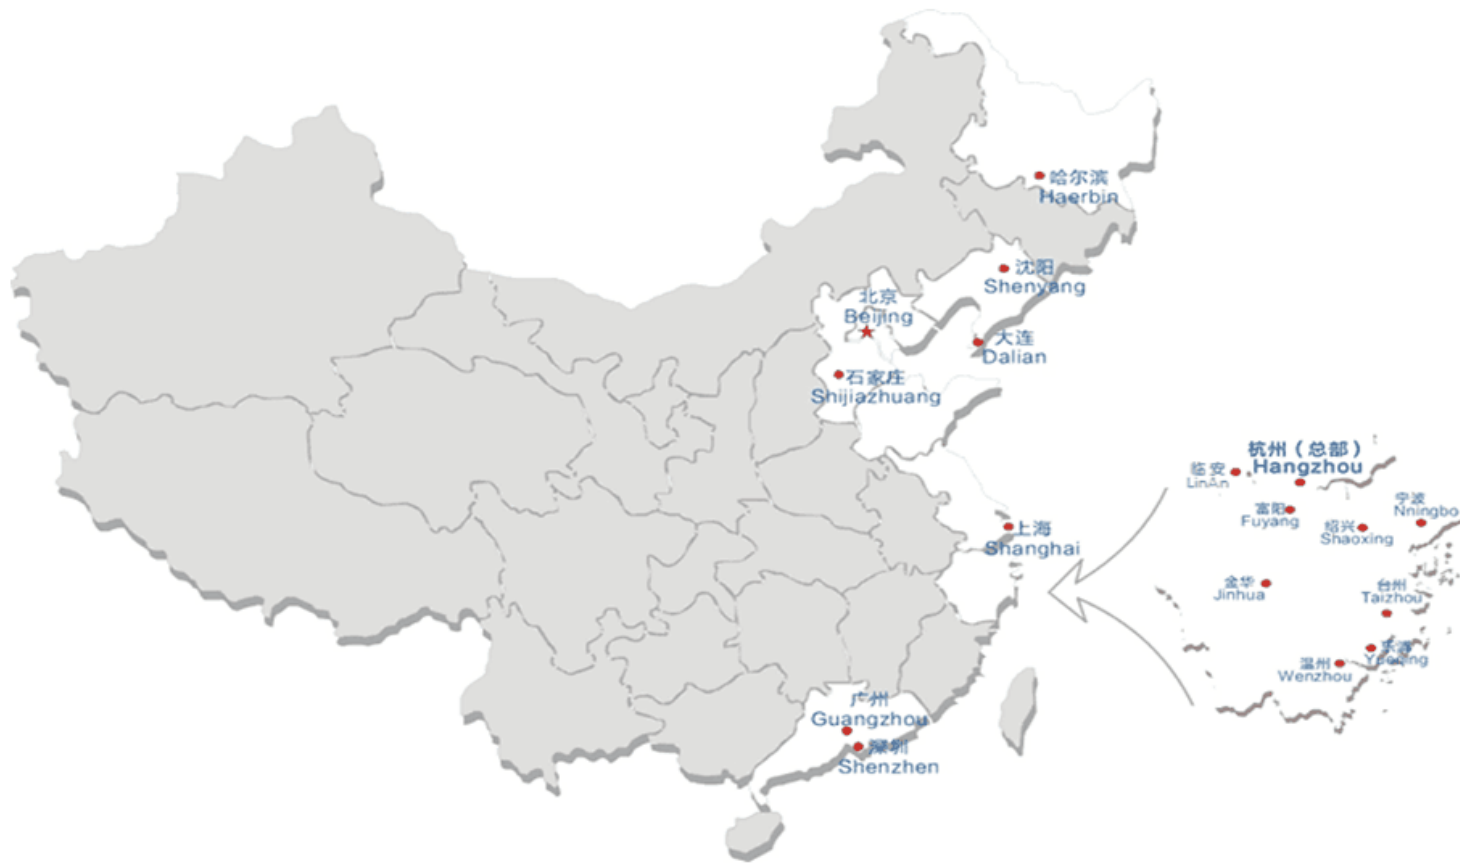 哈尔滨
Haerbin
沈阳
Shenyang
北京
Beijing
大连
Dalian
石家庄
Shijiazhuang
上海
Shanghai
广州
Guangzhou
深圳
Shenzhen
杭州（总部）
Hangzhou
临安
LinAn
富阳
Fuyang
绍兴
Shaoxing
宁波
Nningbo
金华
Jinhua
台州
Taizhou
乐清
Yueqing
温州
Wenzhou